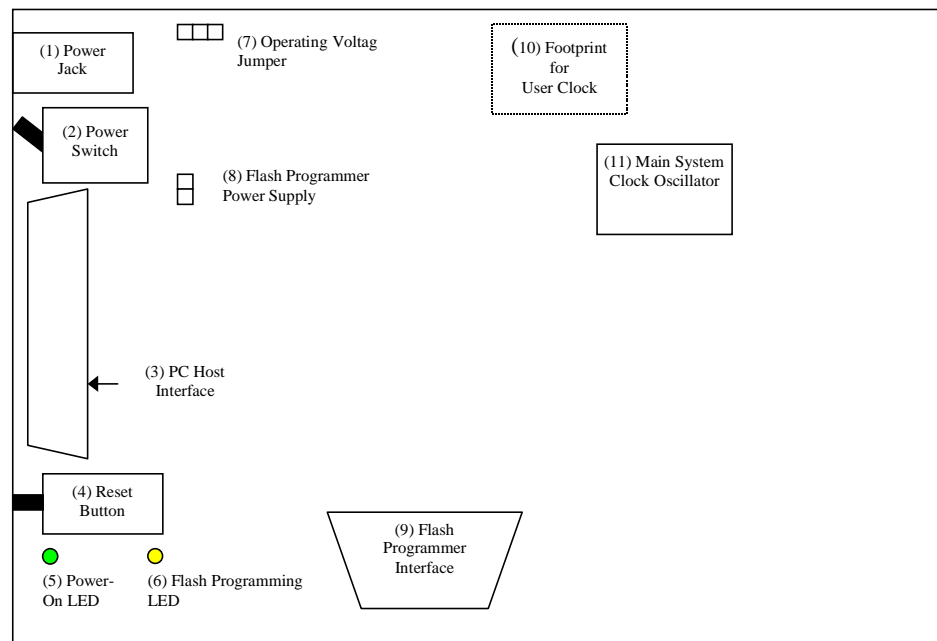 (1) Power
Jack
(2) Power
Switch
(3) PC Host
Interface
(4) Reset
Button
(5) Power-
On LED
(6) Flash Programming
LED
(7) Operating Voltag
Jumper
(8) Flash Programmer
Power Supply
(9) Flash
Programmer
Interface
(10) Footprint
for
User Clock
(11) Main System
Clock Oscillator